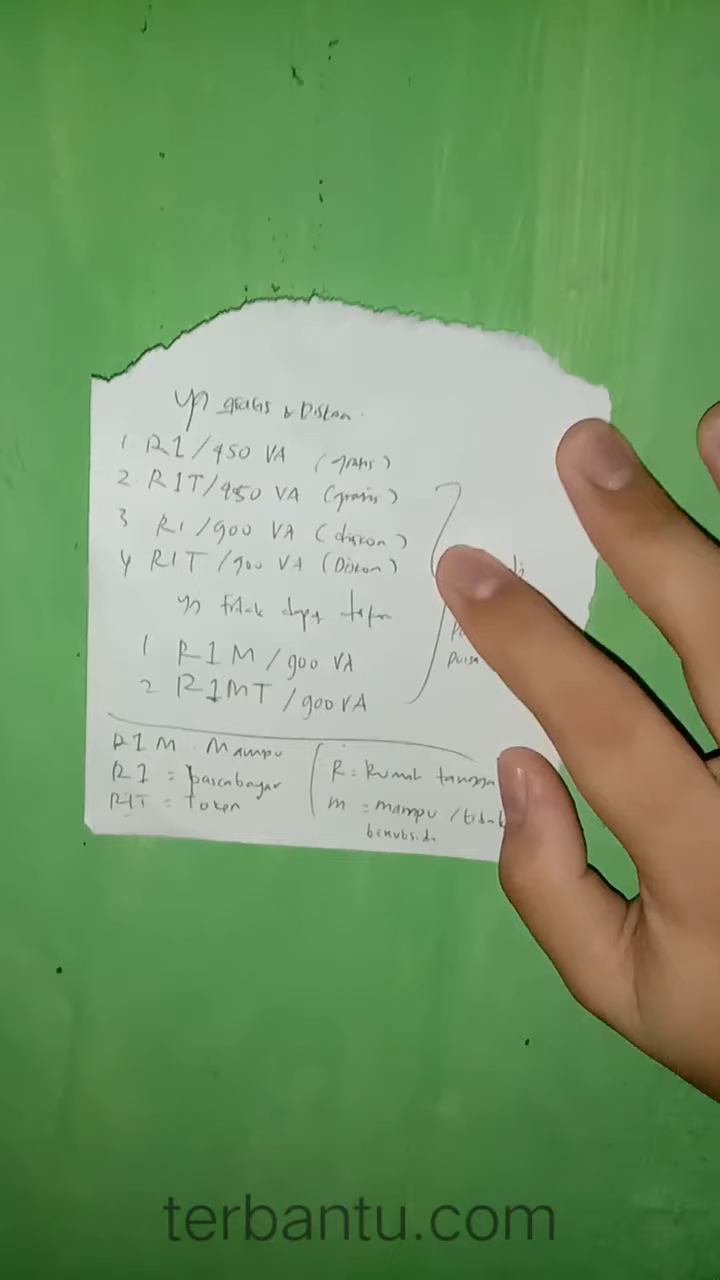 yg gratis & Diskon.
1 R1/450 VA (gratis)
2 R1T/450 VA (gratis)
3 R1/900 VA (diskon)
4 R1T/900 VA (Diskon)
yg tidak dapat
1 R1M/900 VA
2 R1MT/900VA
R1M. Mampu
R1 = pascabayar
R1T = Token
R = Rumah tangga
m = mampu / tidak
bersubsidi
terbantu.com